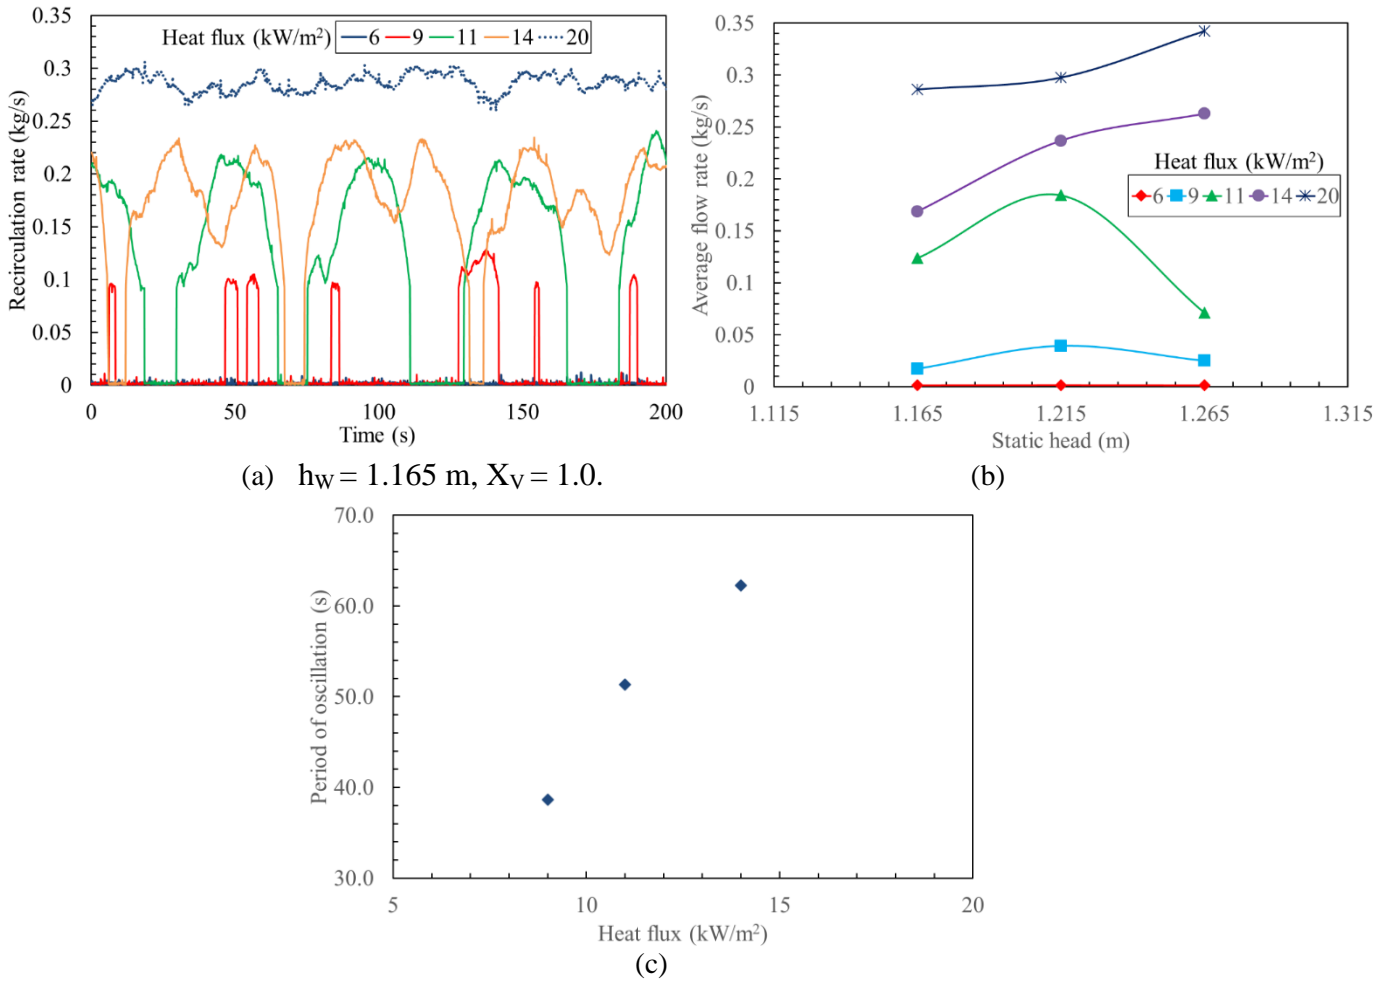 0.35
0.3
0.25
0.2
0.15
0.1
0.05
0
Recirculation rate (kg/s)
Heat flux (kW/m²) 6 9 11 14 20
0 50 100 150 200
Time (s)
(a) h_W = 1.165 m, X_V = 1.0.
0.35
0.3
0.25
0.2
0.15
0.1
0.05
0
Average flow rate (kg/s)
Heat flux (kW/m²)
6 9 11 14 20
1.115 1.165 1.215 1.265 1.315
Static head (m)
(b)
70.0
60.0
50.0
40.0
30.0
Period of oscillation (s)
5 10 15 20
Heat flux (kW/m²)
(c)